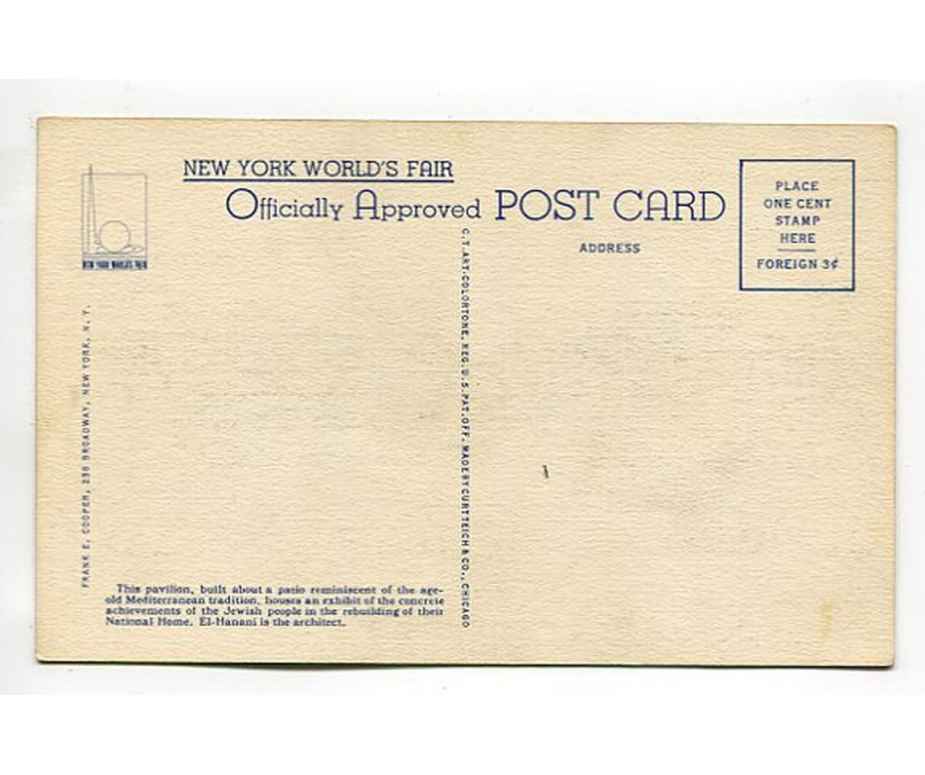 NEW YORK WORLD'S FAIR
Officially Approved POST CARD
ADDRESS
PLACE
ONE CENT
STAMP
HERE
FOREIGN 3¢
NEW YORK WORLD'S FAIR
FRANK E. COOPER, 236 BROADWAY, NEW YORK, N. Y.
C.T. ART-COLORTONE, REG. U.S. PAT. OFF. MADE BY CURT TEICH & CO., CHICAGO
This pavilion, built about a patio reminiscent of the age-
old Mediterranean tradition, houses an exhibit of the concrete
achievements of the Jewish people in the rebuilding of their
National Home. El-Hanani is the architect.